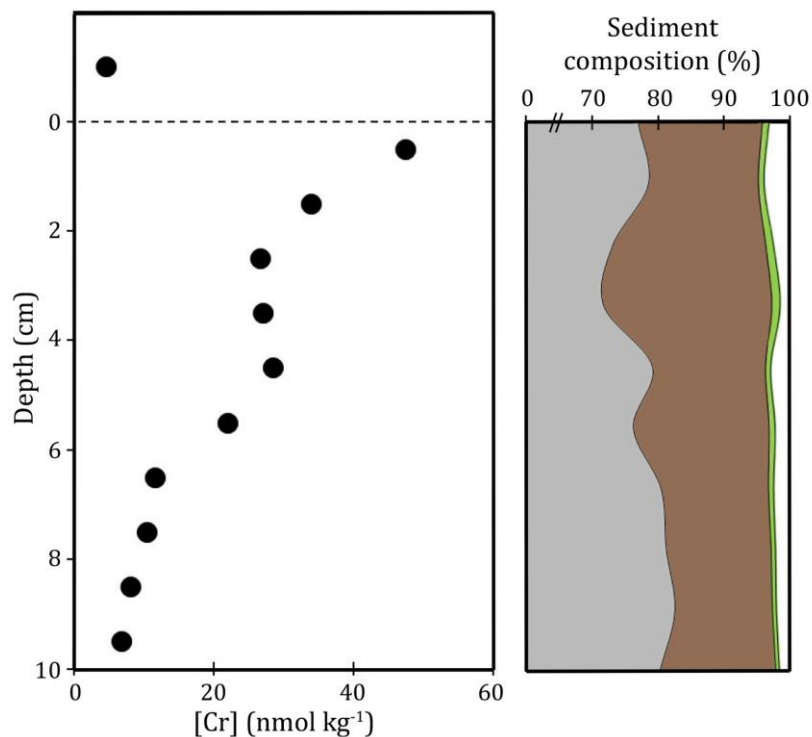 Sediment
composition (%)
0 70 80 90 100
0
2
4
6
8
10
Depth (cm)
0 20 40 60
[Cr] (nmol kg⁻¹)